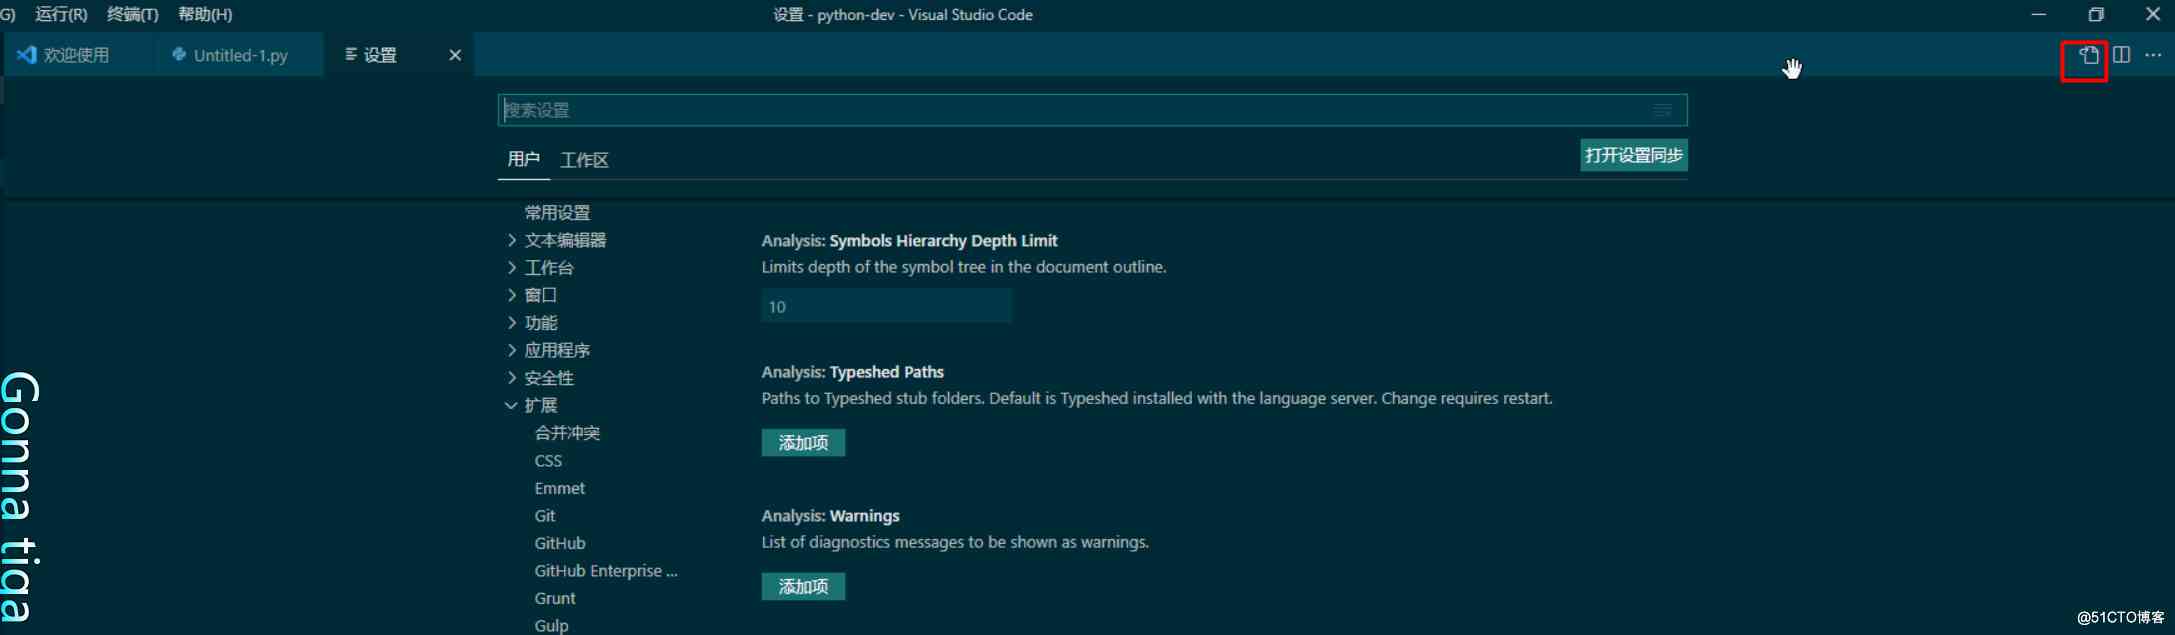 G) 运行(R) 终端(T) 帮助(H) 设置 - python-dev - Visual Studio Code
欢迎使用 Untitled-1.py 设置
搜索设置
用户 工作区 打开设置同步
常用设置
文本编辑器
工作台
窗口
功能
应用程序
安全性
扩展
合并冲突
CSS
Emmet
Git
GitHub
GitHub Enterprise ...
Grunt
Gulp
Analysis: Symbols Hierarchy Depth Limit
Limits depth of the symbol tree in the document outline.
10
Analysis: Typeshed Paths
Paths to Typeshed stub folders. Default is Typeshed installed with the language server. Change requires restart.
添加项
Analysis: Warnings
List of diagnostics messages to be shown as warnings.
添加项
Gonna tiga
@51CTO博客